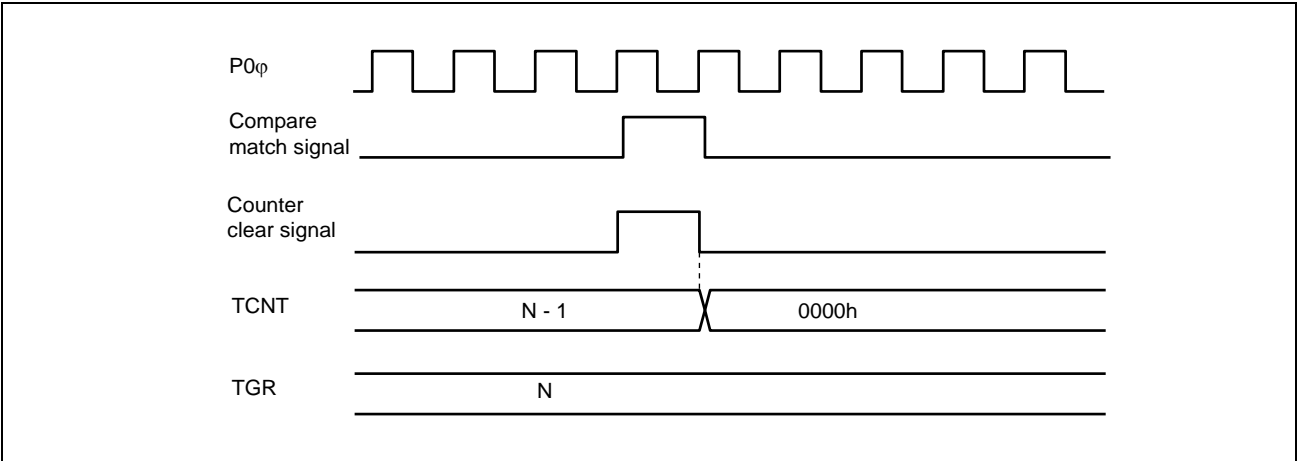 P0φ
Compare
match signal
Counter
clear signal
TCNT
N - 1
0000h
TGR
N